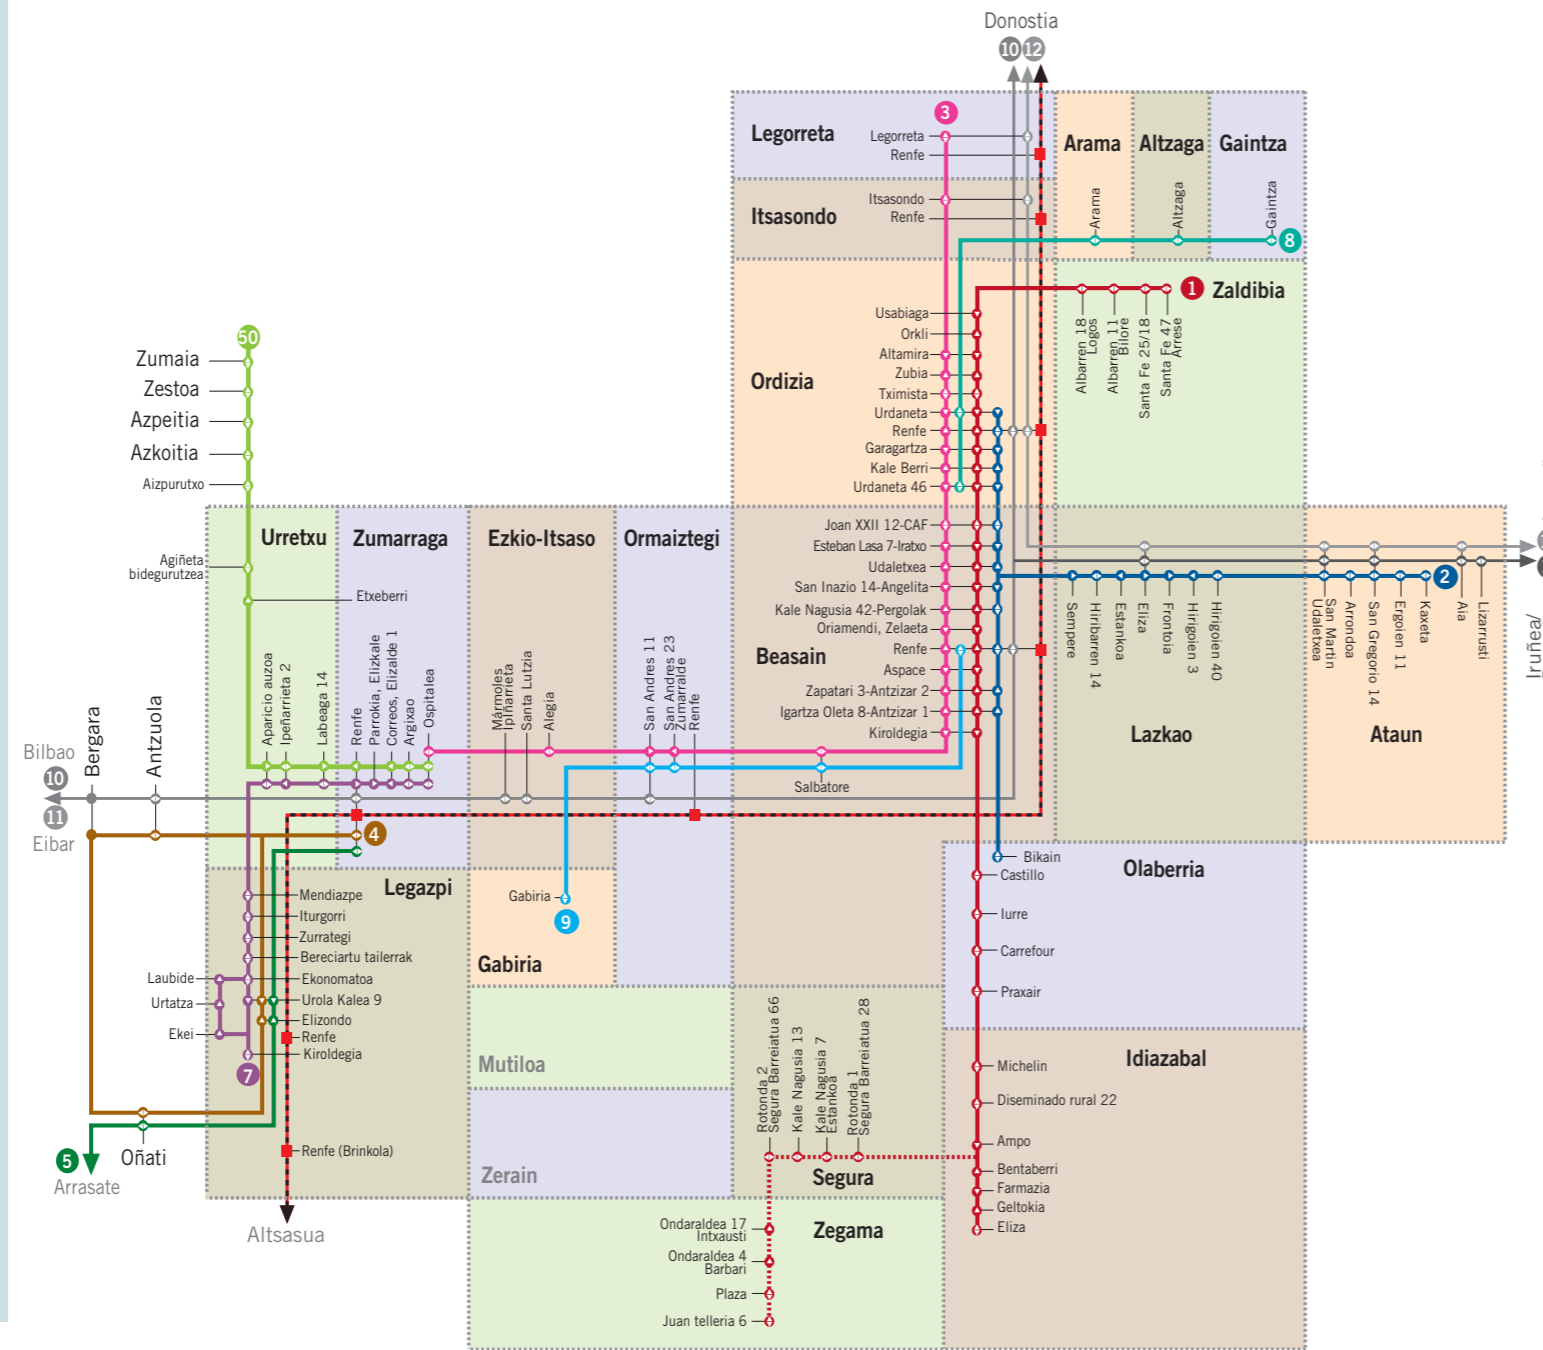 Donostia
10 12
3
Legorreta
Legorreta
Renfe
Arama
Altzaga
Gaintza
Itsasondo
Itsasondo
Renfe
Arama
Altzaga
Gaintza
8
1
Zaldibia
Albarren 18
Logos
Albarren 11
Bilore
Santa Fe 25/18
Santa Fe 47
Arrese
Ordizia
Usabiaga
Orkli
Altamira
Zubia
Tximista
Urdaneta
Renfe
Garagartza
Kale Berri
Urdaneta 46
50
Zumaia
Zestoa
Azpeitia
Azkoitia
Aizpurutxo
Agiñeta
bidegurutzea
Etxeberri
Urretxu
Zumarraga
Ezkio-Itsaso
Ormaiztegi
Beasain
Joan XXII 12-CAF
Esteban Lasa 7-Iratxo
Udaletxea
San Inazio 14-Angelita
Kale Nagusia 42-Pergolak
Oriamendi, Zelaeta
Renfe
Aspace
Zapatari 3-Antzizar 2
Igartza Oleta 8-Antzizar 1
Kiroldegia
Salbatore
2
Sempere
Hiribarren 14
Estankoa
Eliza
Frontoia
Hirigoien 3
Hirigoien 40
Lazkao
San Martin
Udaletxea
Arrondoa
San Gregorio 14
Ergoien 11
Kaxeta
Aia
Lizarrusti
Ataun
Iruñea/
Aparicio auzoa
Ipeñarrieta 2
Labeaga 14
Renfe
Parrokia, Elizkale
Correos, Elizalde 1
Argixao
Ospitalea
Mármoles
Ipiñarrieta
Santa Lutzia
Alegia
San Andres 11
San Andres 23
Zumarralde
Renfe
Bilbao
10
11
Eibar
Bergara
Antzuola
4
Legazpi
Mendiazpe
Iturgorri
Zurrategi
Bereciartu tailerrak
Ekonomatoa
Urola Kalea 9
Elizondo
Renfe
Kiroldegia
Laubide
Urtatza
Ekei
7
Renfe (Brinkola)
Oñati
5
Arrasate
Altsasua
Gabiria
9
Gabiria
Mutiloa
Zerain
Bikain
Castillo
Iurre
Carrefour
Praxair
Olaberria
Idiazabal
Michelin
Diseminado rural 22
Ampo
Bentaberri
Farmazia
Geltokia
Eliza
Rotonda 2
Segura Barreiatua 66
Kale Nagusia 13
Kale Nagusia 7
Estankoa
Rotonda 1
Segura Barreiatua 28
Segura
Zegama
Ondaraldea 17
Intxausti
Ondaraldea 4
Barbari
Plaza
Juan telleria 6